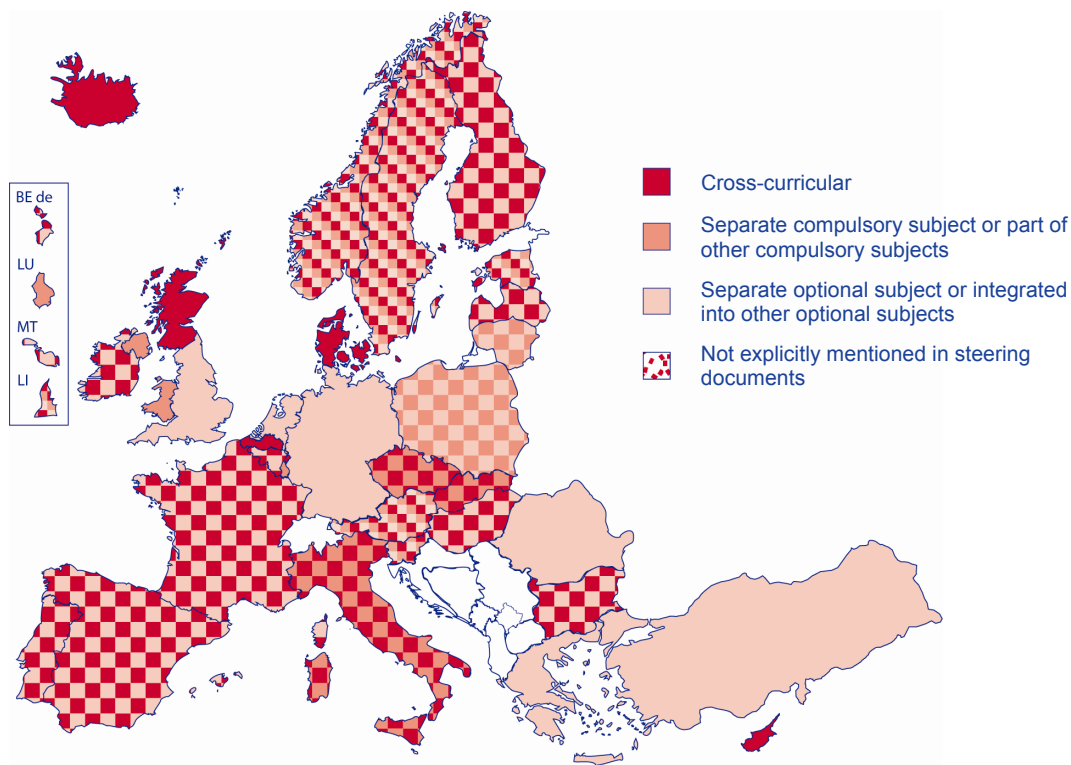 BE de
LU
MT
LI
Cross-curricular
Separate compulsory subject or part of
other compulsory subjects
Separate optional subject or integrated
into other optional subjects
Not explicitly mentioned in steering
documents